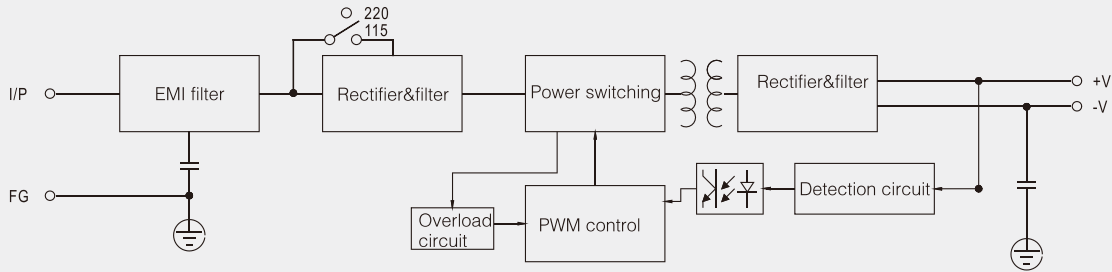 220
115
I/P
EMI filter
Rectifier&filter
Power switching
Rectifier&filter
+V
-V
FG
Overload
circuit
PWM control
Detection circuit